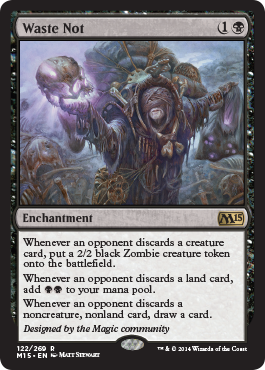 Waste Not 1
Enchantment M15
Whenever an opponent discards a creature
card, put a 2/2 black Zombie creature token
onto the battlefield.
Whenever an opponent discards a land card,
add to your mana pool.
Whenever an opponent discards a
noncreature, nonland card, draw a card.
Designed by the Magic community
122/269 R
M15 • EN Matt Stewart
™ & © 2014 Wizards of the Coast